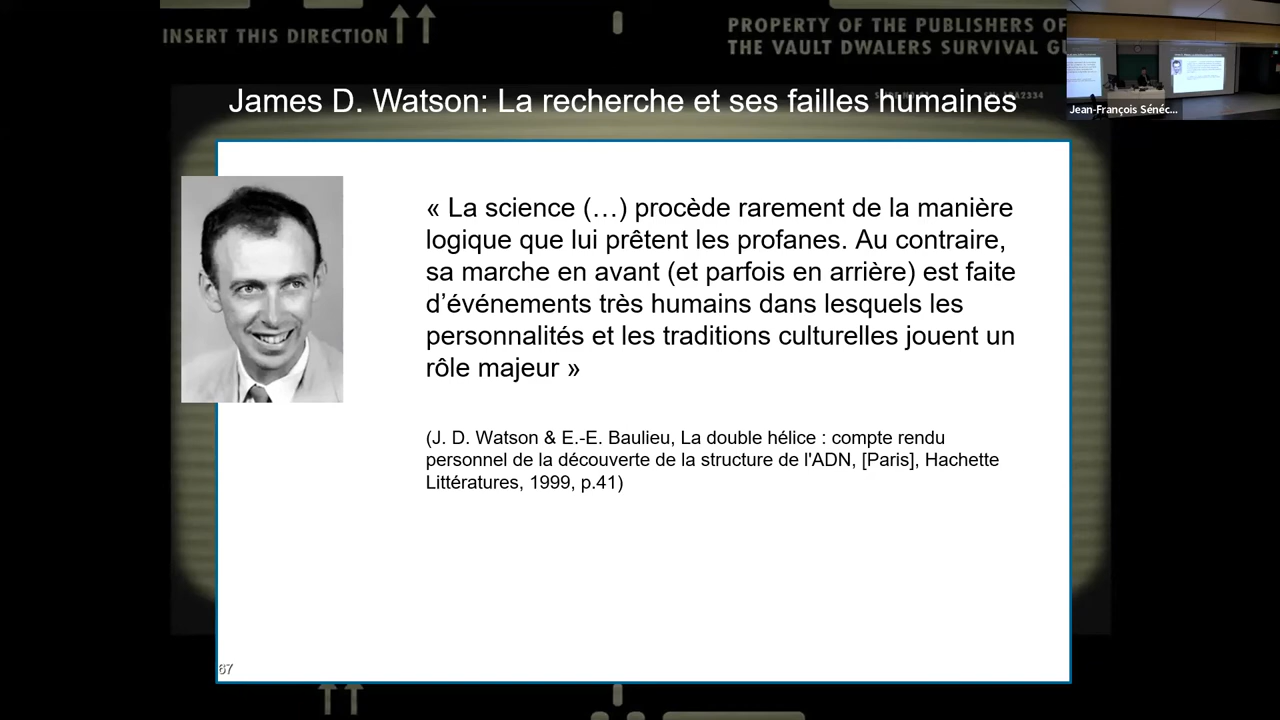 INSERT THIS DIRECTION
PROPERTY OF THE PUBLISHERS OF
THE VAULT DWALERS SURVIVAL GU
Jean-François Sénéc...
James D. Watson: La recherche et ses failles humaines
« La science (…) procède rarement de la manière
logique que lui prêtent les profanes. Au contraire,
sa marche en avant (et parfois en arrière) est faite
d’événements très humains dans lesquels les
personnalités et les traditions culturelles jouent un
rôle majeur »
(J. D. Watson & E.-E. Baulieu, La double hélice : compte rendu
personnel de la découverte de la structure de l'ADN, [Paris], Hachette
Littératures, 1999, p.41)
67